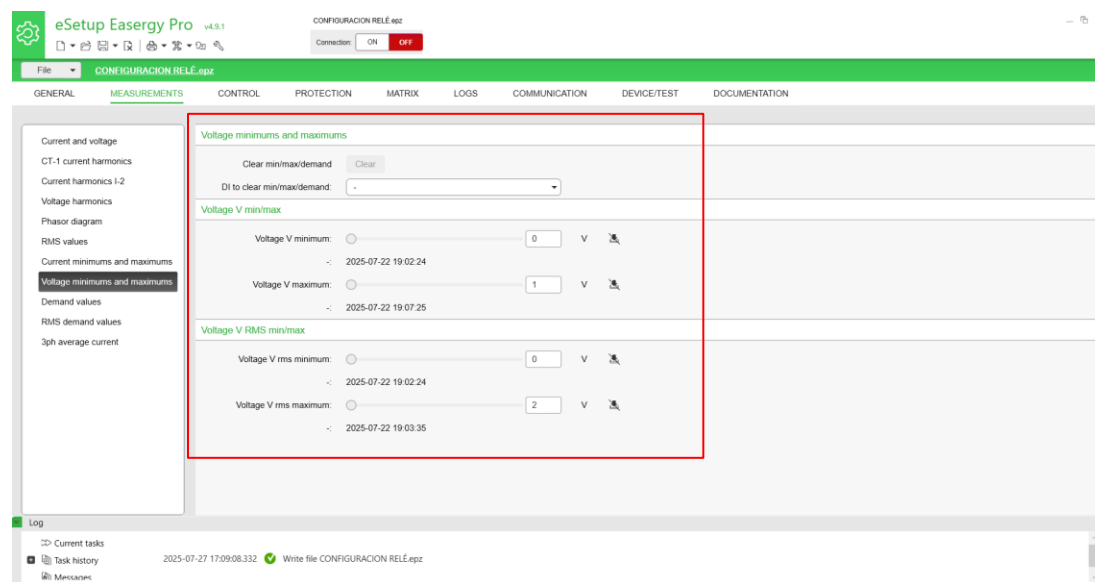 CONFIGURACION RELÉ.epz
eSetup Easergy Pro v4.9.1
Connection: ON OFF
File CONFIGURACION RELÉ.epz
GENERAL MEASUREMENTS CONTROL PROTECTION MATRIX LOGS COMMUNICATION DEVICE/TEST DOCUMENTATION
Current and voltage
CT-1 current harmonics
Current harmonics I-2
Voltage harmonics
Phasor diagram
RMS values
Current minimums and maximums
Voltage minimums and maximums
Demand values
RMS demand values
3ph average current
Voltage minimums and maximums
Clear min/max/demand Clear
DI to clear min/max/demand: -
Voltage V min/max
Voltage V minimum: 0 V
-: 2025-07-22 19:02:24
Voltage V maximum: 1 V
-: 2025-07-22 19:07:25
Voltage V RMS min/max
Voltage V rms minimum: 0 V
-: 2025-07-22 19:02:24
Voltage V rms maximum: 2 V
-: 2025-07-22 19:03:35
Log
Current tasks
Task history 2025-07-27 17:09:08.332 Write file CONFIGURACION RELÉ.epz
Messages